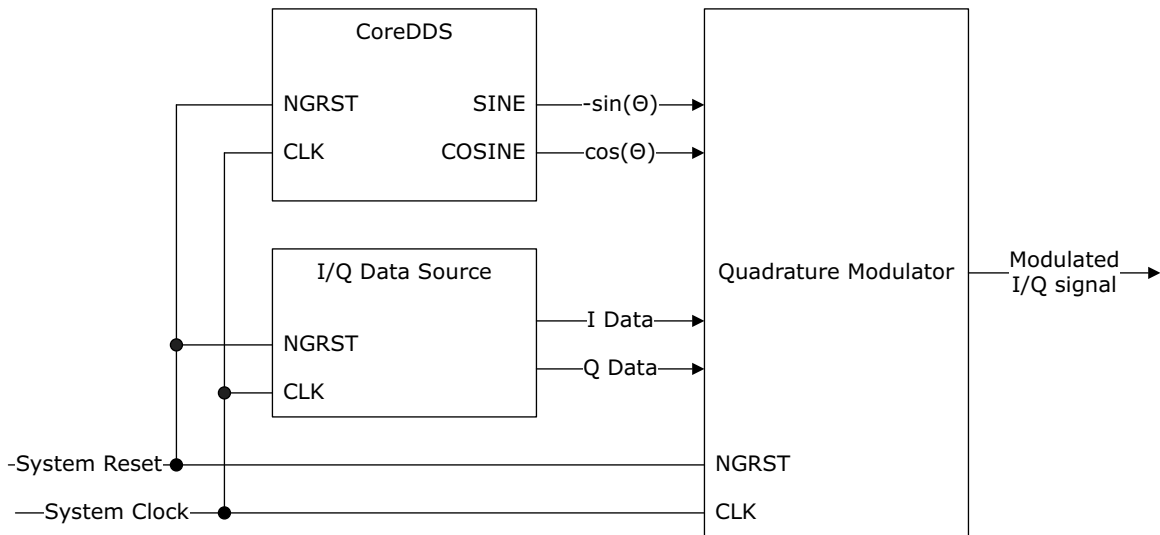 CoreDDS
NGRST
SINE
-sin(Θ)
CLK
COSINE
cos(Θ)
I/Q Data Source
Quadrature Modulator
Modulated
I/Q signal
I Data
NGRST
Q Data
CLK
System Reset
NGRST
System Clock
CLK